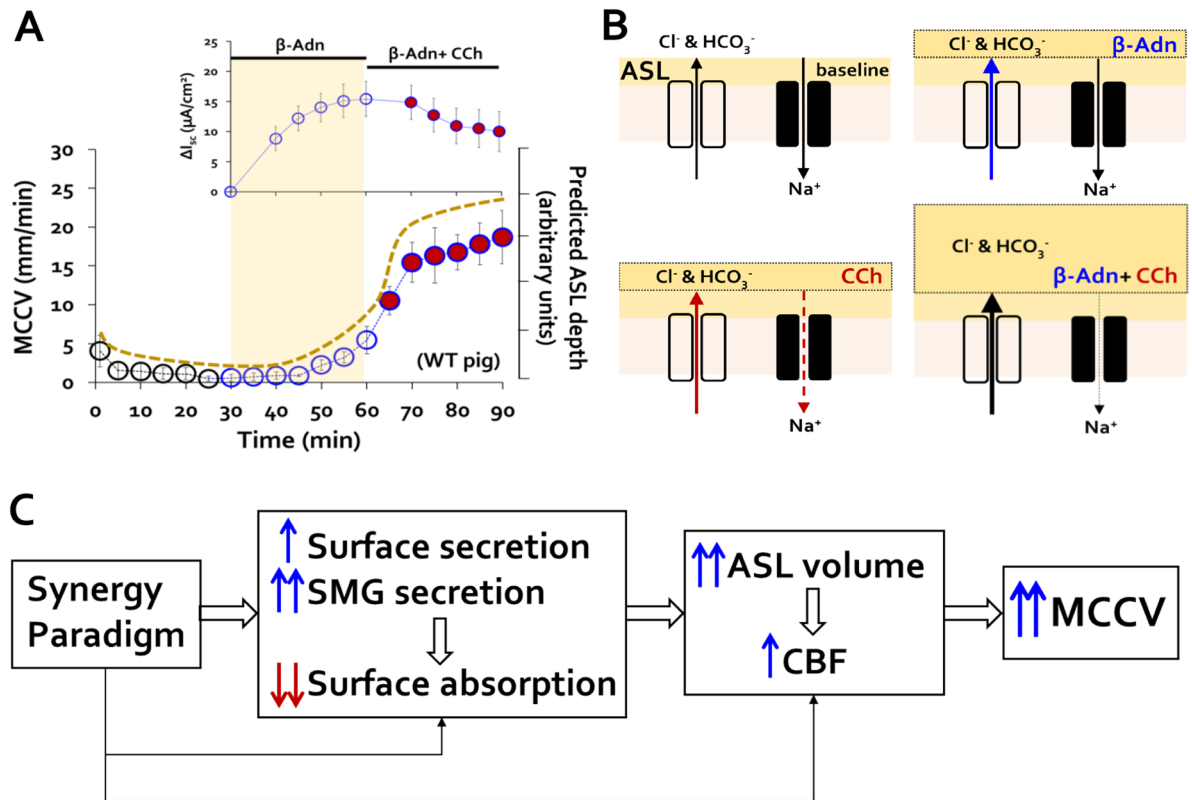 A
β-Adn
β-Adn+ CCh
25
20
15
10
5
0
ΔIsc (μA/cm²)
30
25
20
15
10
5
0
MCCV (mm/min)
Predicted ASL depth
(arbitrary units)
(WT pig)
0 10 20 30 40 50 60 70 80 90
Time (min)
B
Cl⁻ & HCO₃⁻
ASL
baseline
Na⁺
Cl⁻ & HCO₃⁻
β-Adn
Na⁺
Cl⁻ & HCO₃⁻
CCh
Na⁺
Cl⁻ & HCO₃⁻
β-Adn+ CCh
Na⁺
C
Synergy
Paradigm
↑ Surface secretion
↑↑ SMG secretion
↓↓ Surface absorption
↑↑ ASL volume
↑ CBF
↑↑ MCCV